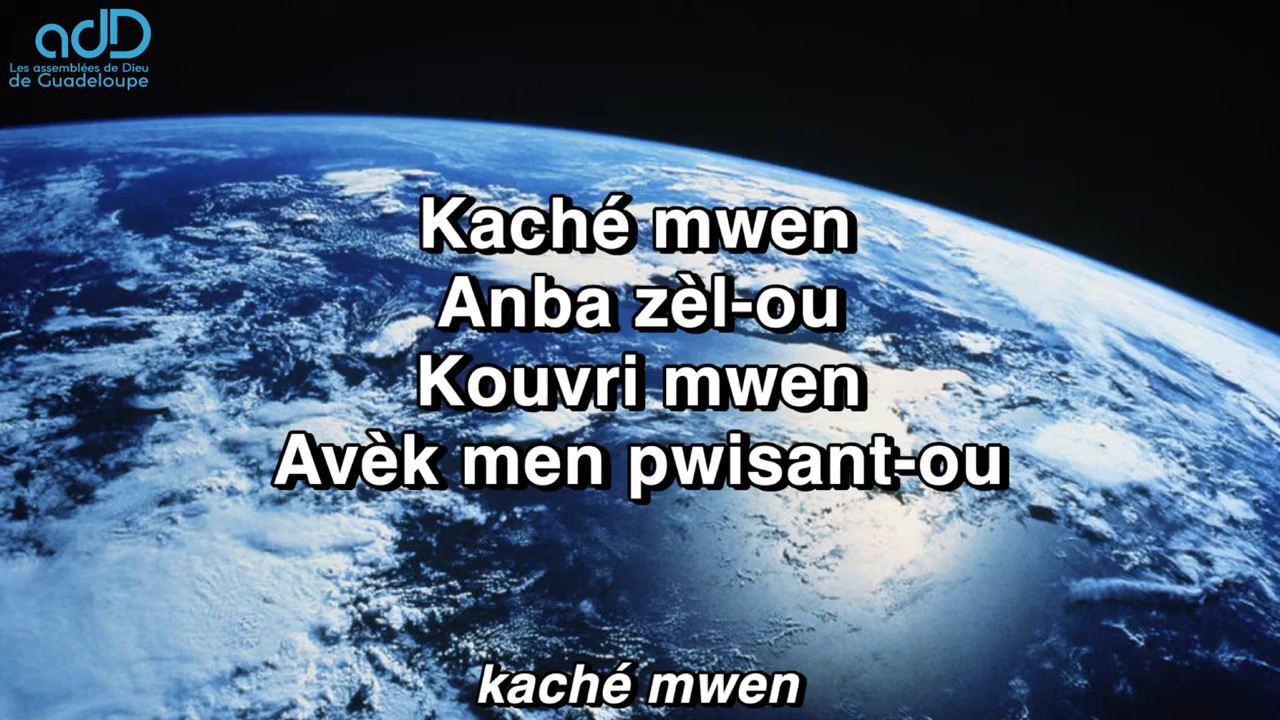 adD
Les assemblées de Dieu
de Guadeloupe
Kaché mwen
Anba zèl-ou
Kouvri mwen
Avèk men pwisant-ou
kaché mwen